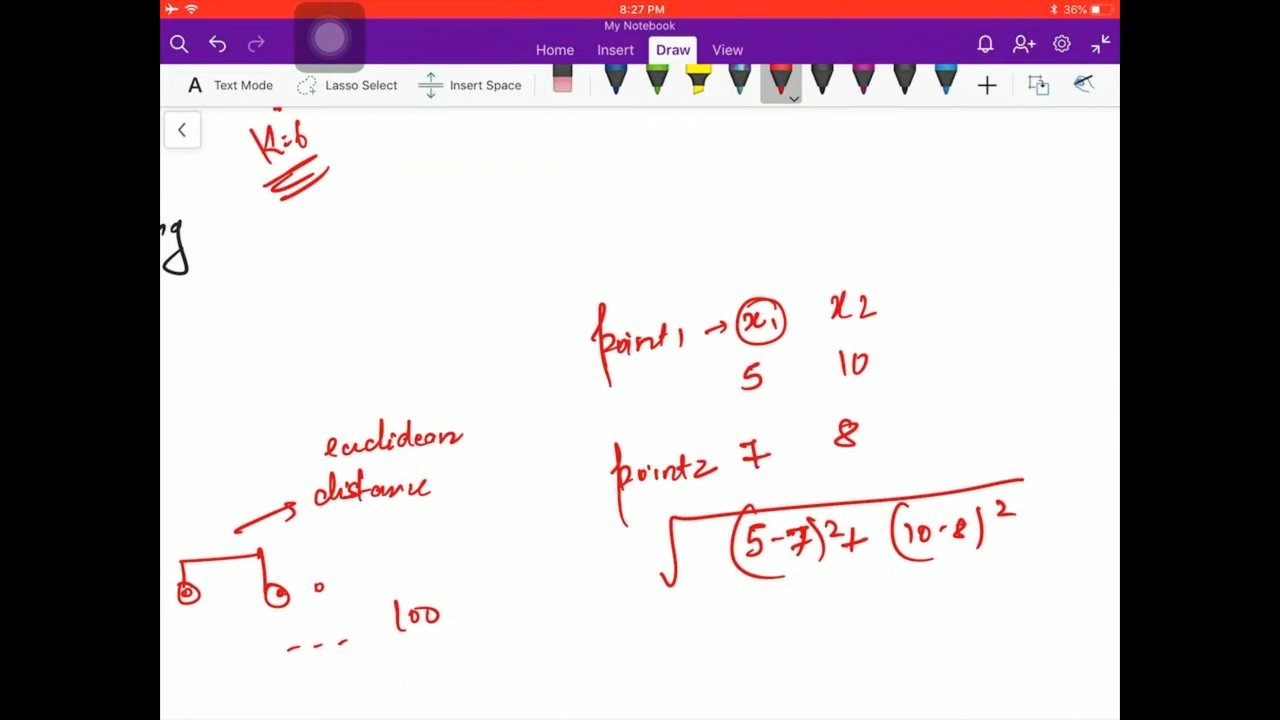 8:27 PM
36%
My Notebook
Home Insert Draw View
A Text Mode Lasso Select Insert Space
K=6
point1 → x1 x2
5 10
euclidean
distance
point2 7 8
√(5-7)²+(10-8)²
100
---